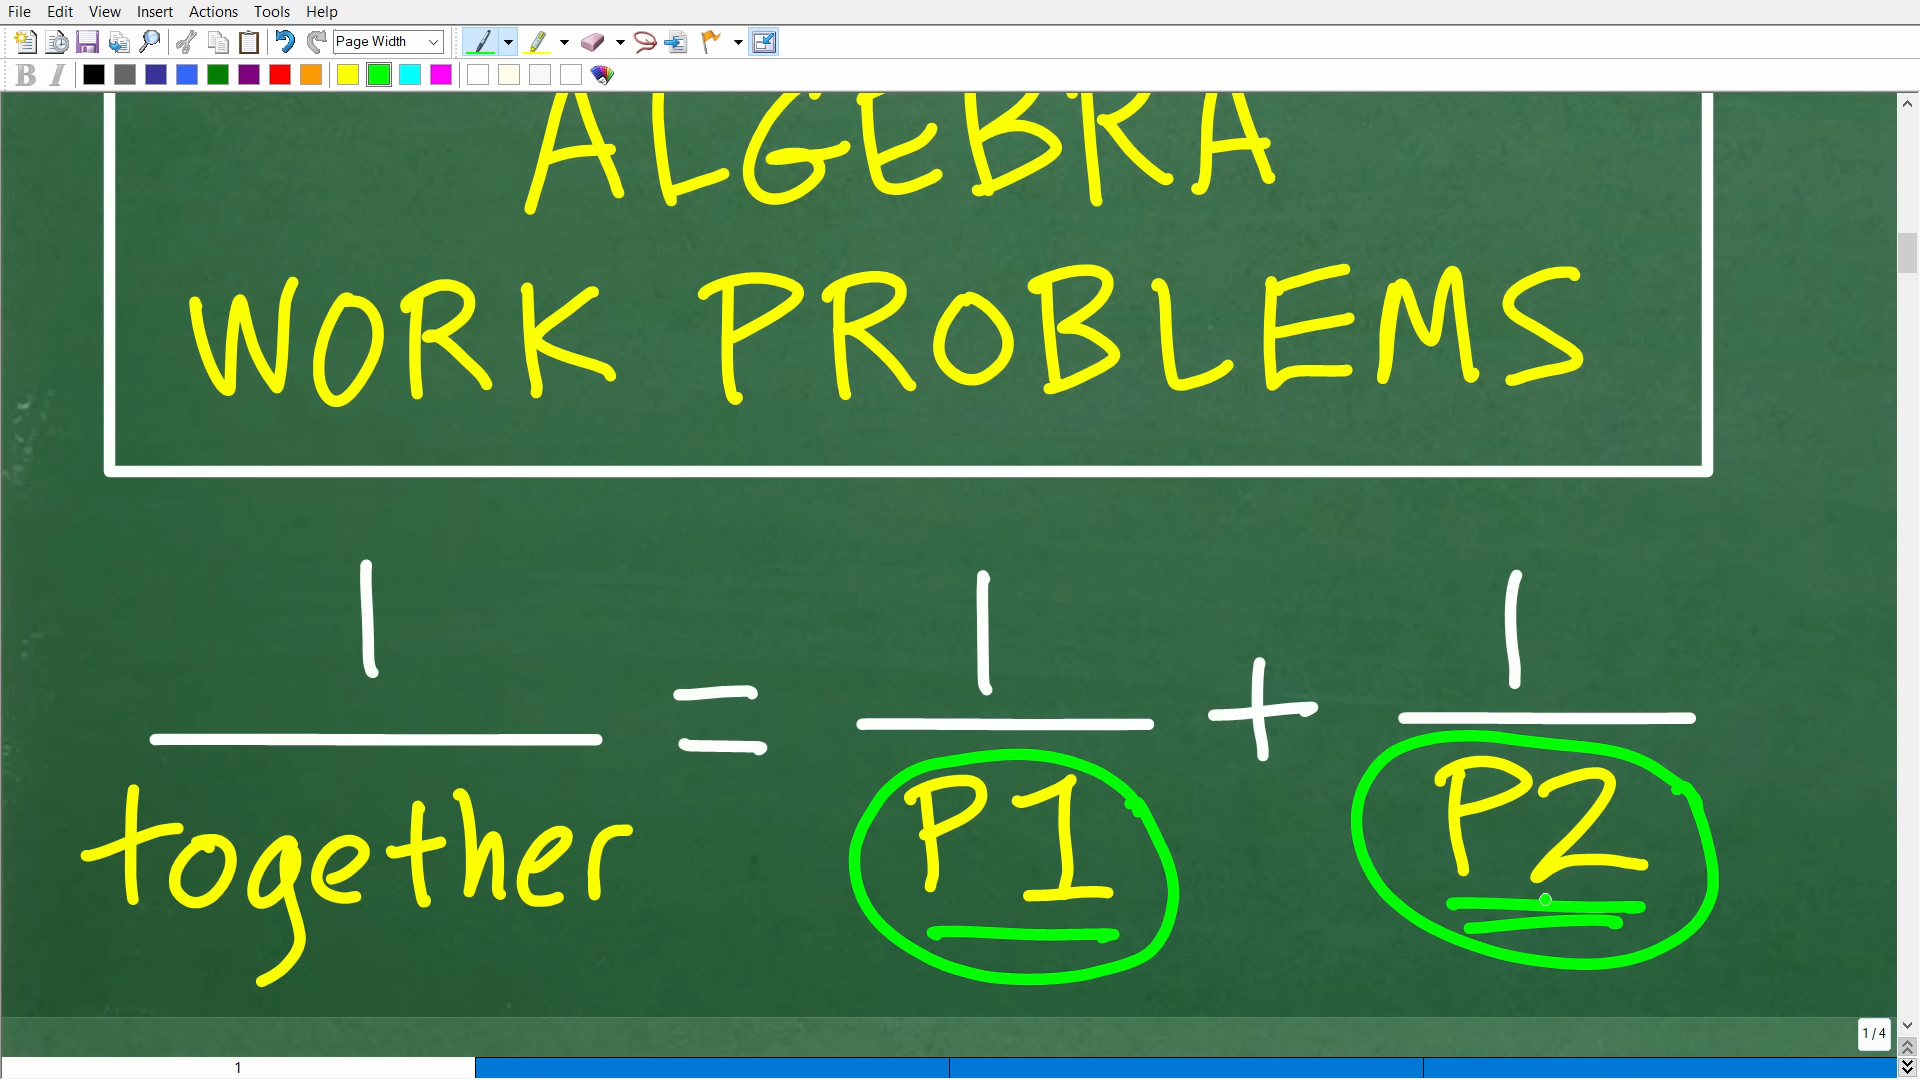 File Edit View Insert Actions Tools Help
Page Width
B I
ALGEBRA
WORK PROBLEMS
1 1 1
= +
together P1 P2
1 / 4
1